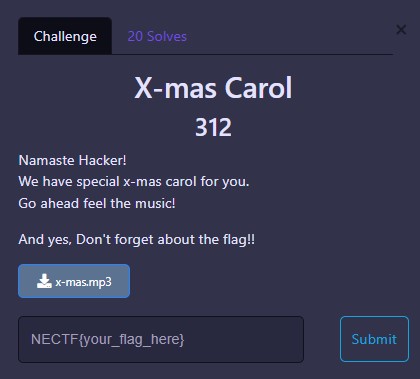 Challenge
20 Solves
×
X-mas Carol
312
Namaste Hacker!
We have special x-mas carol for you.
Go ahead feel the music!
And yes, Don't forget about the flag!!
x-mas.mp3
NECTF{your_flag_here}
Submit